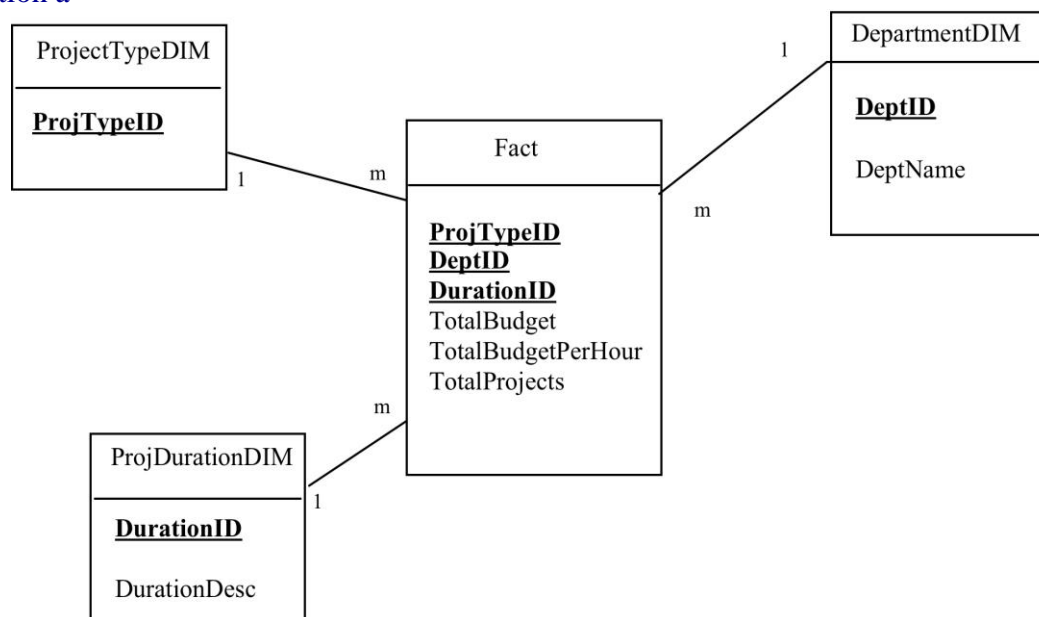 ProjectTypeDIM
ProjTypeID
1
m
Fact
ProjTypeID
DeptID
DurationID
TotalBudget
TotalBudgetPerHour
TotalProjects
DepartmentDIM
DeptID
DeptName
1
m
ProjDurationDIM
DurationID
DurationDesc
1
m